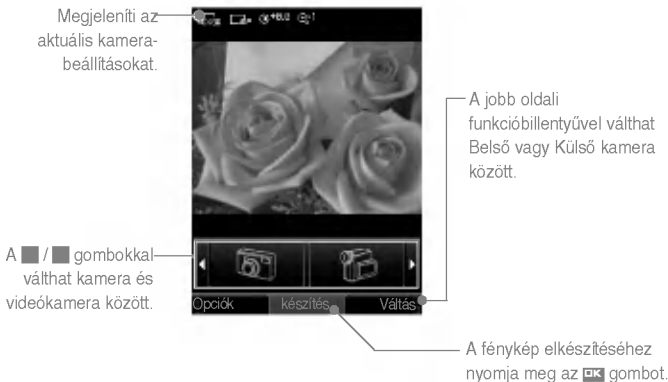 Megjeleníti az
aktuális kamera-
beállításokat.
A jobb oldali
funkcióbillentyűvel válthat
Belső vagy Külső kamera
között.
A / gombokkal
válthat kamera és
videókamera között.
Opciók készítés Váltás
A fénykép elkészítéséhez
nyomja meg az OK gombot.